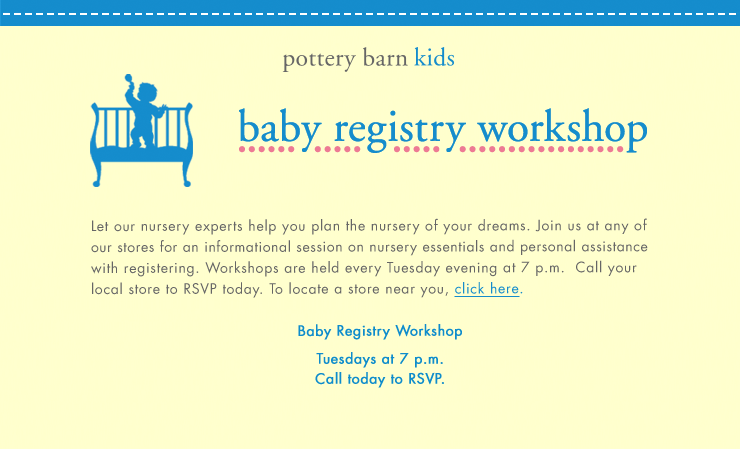 pottery barn kids
baby registry workshop
Let our nursery experts help you plan the nursery of your dreams. Join us at any of
our stores for an informational session on nursery essentials and personal assistance
with registering. Workshops are held every Tuesday evening at 7 p.m.  Call your
local store to RSVP today. To locate a store near you, click here.
Baby Registry Workshop
Tuesdays at 7 p.m.
Call today to RSVP.